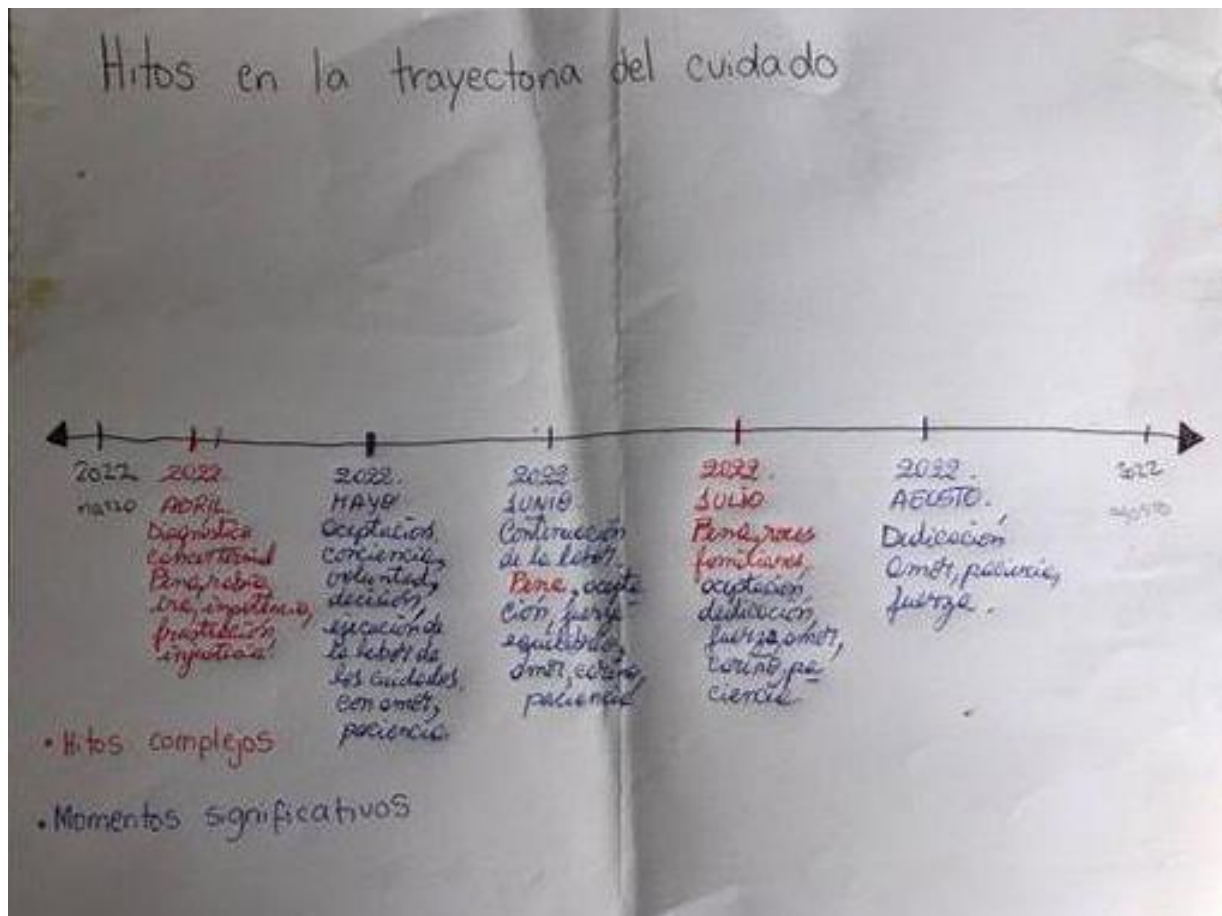 Hitos en la trayectoria del cuidado
2022
marzo
2022
ABRIL
Diagnóstico
Pena, rabia,
ira, impotencia,
frustración,
injusticia.
2022.
MAYO
aceptación,
conciencia,
voluntad,
decisión,
ejecución de
la labor de
los cuidados,
con amor,
paciencia.
2022.
JUNIO
Continuación
de la labor.
Pena, acepta
ción, fuerza
equilibrio,
amor, cariño,
paciencia
2022.
JULIO
Pena, roces
familiares,
aceptación,
dedicación,
fuerza, amor,
cariño, pa
ciencia.
2022.
AGOSTO.
Dedicación
amor, paciencia,
fuerza.
2022
agosto
• Hitos complejos
• Momentos significativos